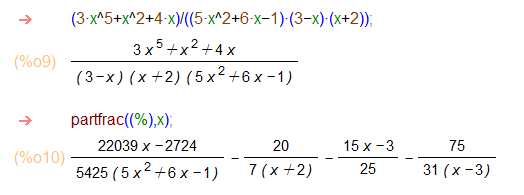 → (3·x^5+x^2+4·x)/((5·x^2+6·x−1)·(3−x)·(x+2));
(%o9) (3 x^5+x^2+4 x)/((3−x) (x+2) (5 x^2+6 x−1))
→ partfrac((%),x);
(%o10) (22039 x−2724)/(5425 (5 x^2+6 x−1)) − 20/(7 (x+2)) − (15 x−3)/25 − 75/(31 (x−3))